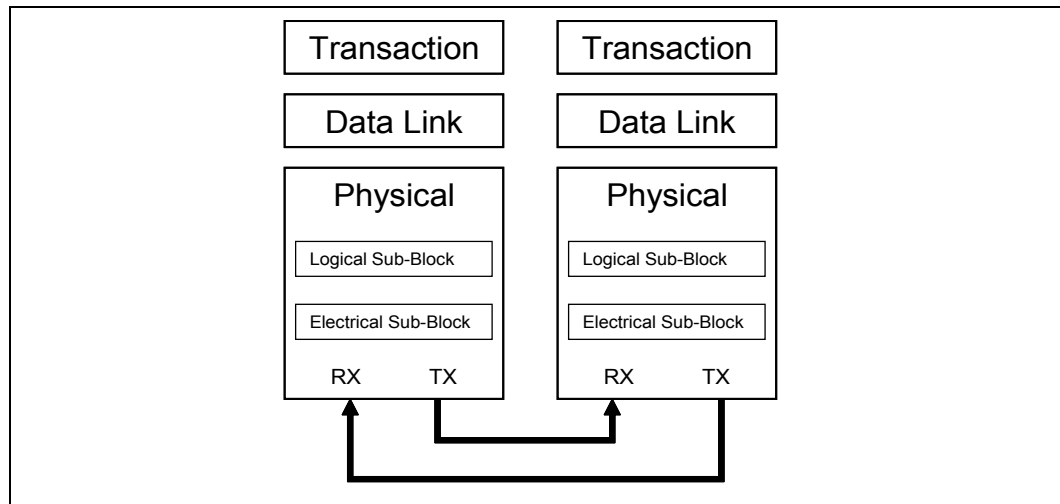 Transaction
Transaction
Data Link
Data Link
Physical
Physical
Logical Sub-Block
Logical Sub-Block
Electrical Sub-Block
Electrical Sub-Block
RX TX
RX TX